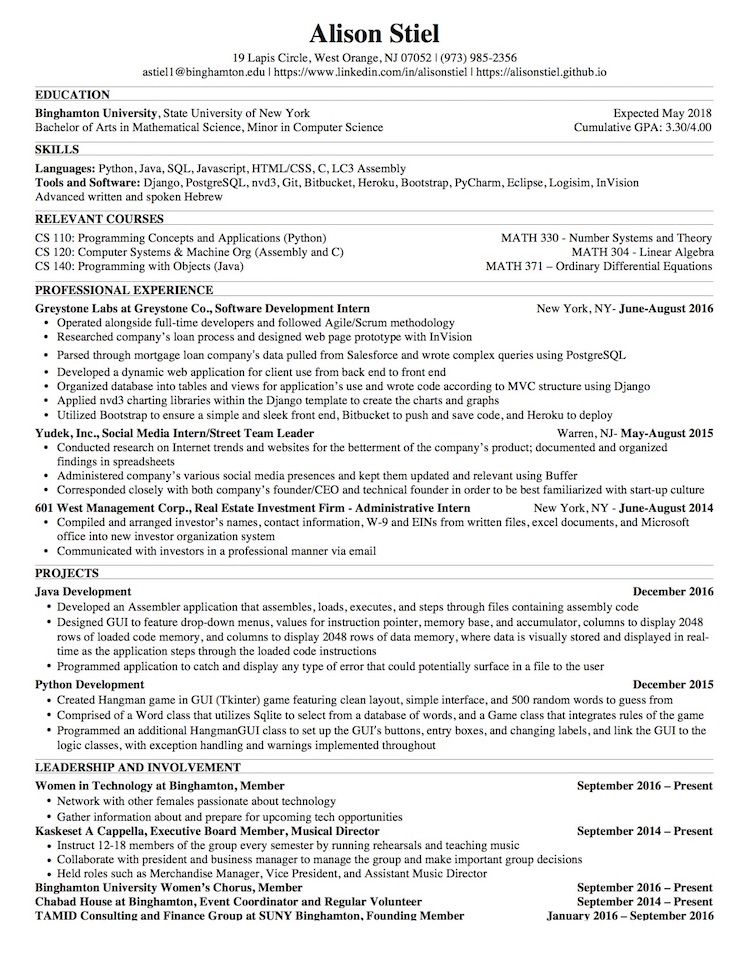 Alison Stiel
19 Lapis Circle, West Orange, NJ 07052 | (973) 985-2356
astiel1@binghamton.edu | https://www.linkedin.com/in/alisonstiel | https://alisonstiel.github.io
EDUCATION
Binghamton University, State University of New York Expected May 2018
Bachelor of Arts in Mathematical Science, Minor in Computer Science Cumulative GPA: 3.30/4.00
SKILLS
Languages: Python, Java, SQL, Javascript, HTML/CSS, C, LC3 Assembly
Tools and Software: Django, PostgreSQL, nvd3, Git, Bitbucket, Heroku, Bootstrap, PyCharm, Eclipse, Logisim, InVision
Advanced written and spoken Hebrew
RELEVANT COURSES
CS 110: Programming Concepts and Applications (Python) MATH 330 - Number Systems and Theory
CS 120: Computer Systems & Machine Org (Assembly and C) MATH 304 - Linear Algebra
CS 140: Programming with Objects (Java) MATH 371 – Ordinary Differential Equations
PROFESSIONAL EXPERIENCE
Greystone Labs at Greystone Co., Software Development Intern New York, NY- June-August 2016
• Operated alongside full-time developers and followed Agile/Scrum methodology
• Researched company's loan process and designed web page prototype with InVision
• Parsed through mortgage loan company's data pulled from Salesforce and wrote complex queries using PostgreSQL
• Developed a dynamic web application for client use from back end to front end
• Organized database into tables and views for application's use and wrote code according to MVC structure using Django
• Applied nvd3 charting libraries within the Django template to create the charts and graphs
• Utilized Bootstrap to ensure a simple and sleek front end, Bitbucket to push and save code, and Heroku to deploy
Yudek, Inc., Social Media Intern/Street Team Leader Warren, NJ- May-August 2015
• Conducted research on Internet trends and websites for the betterment of the company's product; documented and organized
findings in spreadsheets
• Administered company's various social media presences and kept them updated and relevant using Buffer
• Corresponded closely with both company's founder/CEO and technical founder in order to be best familiarized with start-up culture
601 West Management Corp., Real Estate Investment Firm - Administrative Intern New York, NY - June-August 2014
• Compiled and arranged investor's names, contact information, W-9 and EINs from written files, excel documents, and Microsoft
office into new investor organization system
• Communicated with investors in a professional manner via email
PROJECTS
Java Development December 2016
• Developed an Assembler application that assembles, loads, executes, and steps through files containing assembly code
• Designed GUI to feature drop-down menus, values for instruction pointer, memory base, and accumulator, columns to display 2048
rows of loaded code memory, and columns to display 2048 rows of data memory, where data is visually stored and displayed in real-
time as the application steps through the loaded code instructions
• Programmed application to catch and display any type of error that could potentially surface in a file to the user
Python Development December 2015
• Created Hangman game in GUI (Tkinter) game featuring clean layout, simple interface, and 500 random words to guess from
• Comprised of a Word class that utilizes Sqlite to select from a database of words, and a Game class that integrates rules of the game
• Programmed an additional HangmanGUI class to set up the GUI's buttons, entry boxes, and changing labels, and link the GUI to the
logic classes, with exception handling and warnings implemented throughout
LEADERSHIP AND INVOLVEMENT
Women in Technology at Binghamton, Member September 2016 – Present
• Network with other females passionate about technology
• Gather information about and prepare for upcoming tech opportunities
Kaskeset A Cappella, Executive Board Member, Musical Director September 2014 – Present
• Instruct 12-18 members of the group every semester by running rehearsals and teaching music
• Collaborate with president and business manager to manage the group and make important group decisions
• Held roles such as Merchandise Manager, Vice President, and Assistant Music Director
Binghamton University Women's Chorus, Member September 2016 – Present
Chabad House at Binghamton, Event Coordinator and Regular Volunteer September 2014 – Present
TAMID Consulting and Finance Group at SUNY Binghamton, Founding Member January 2016 – September 2016